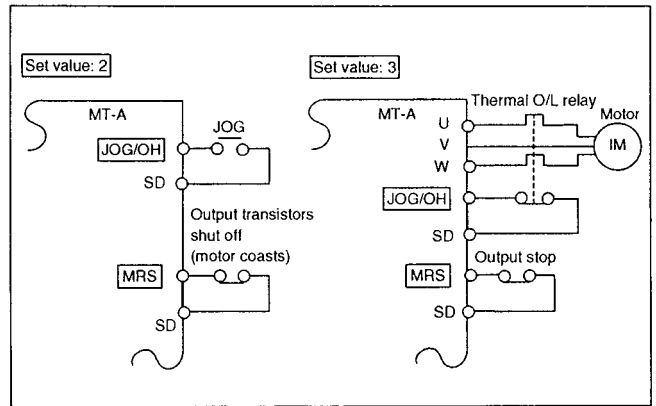 Set value: 2
MT-A
JOG
JOG/OH
SD
Output transistors
shut off
(motor coasts)
MRS
SD
Set value: 3
Thermal O/L relay
MT-A
Motor
U
V
IM
W
JOG/OH
SD
Output stop
MRS
SD